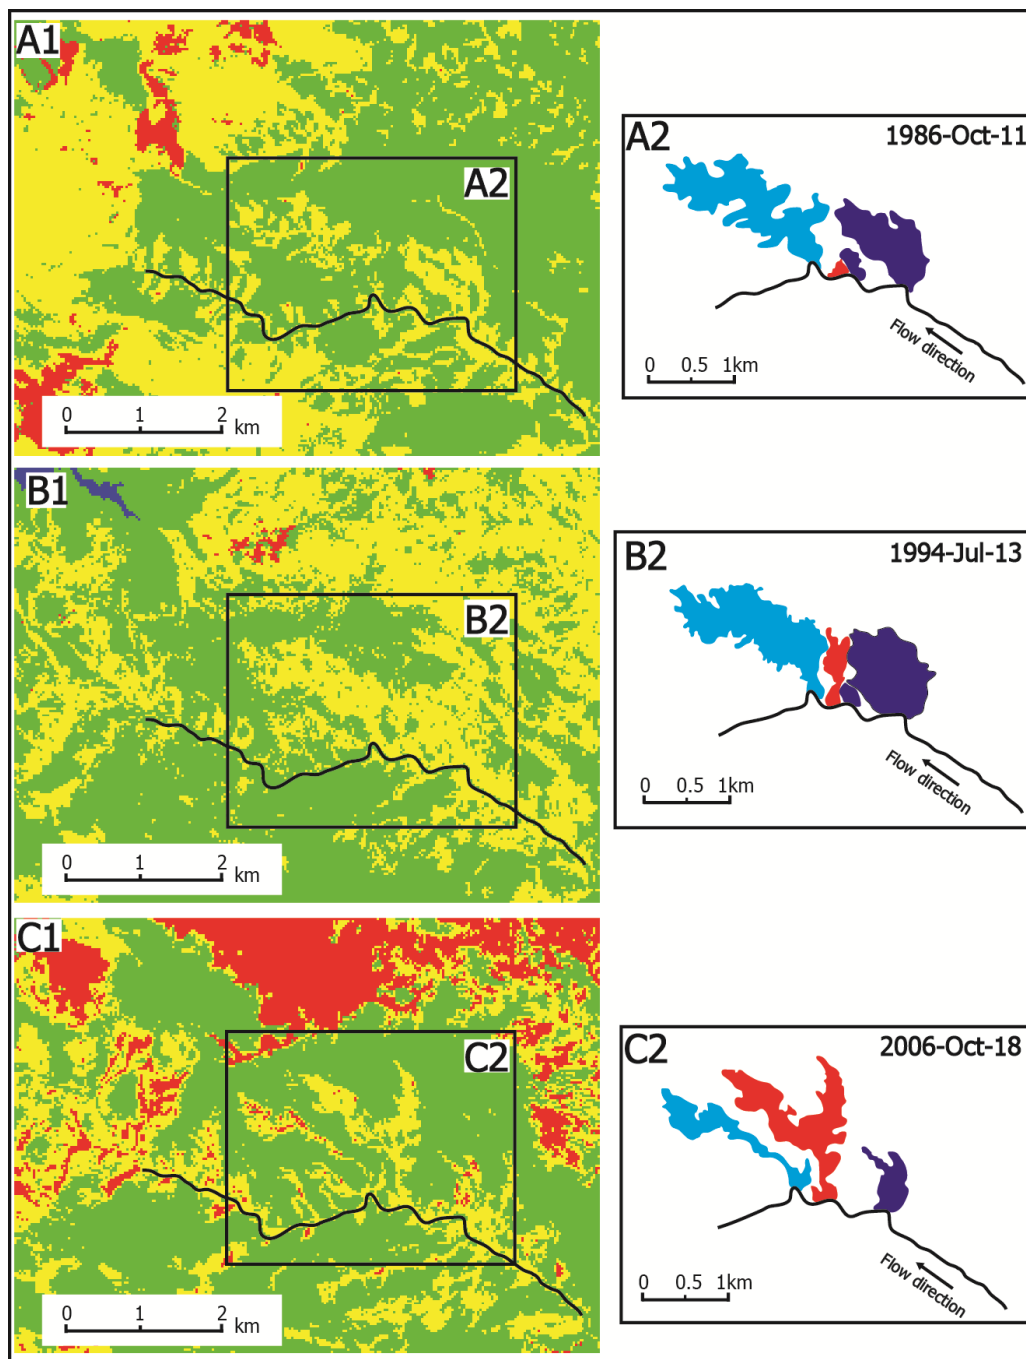 A1
A2
0 1 2
km
A2 1986-Oct-11
Flow direction
0 0.5 1km
B1
B2
0 1 2
km
B2 1994-Jul-13
Flow direction
0 0.5 1km
C1
C2
0 1 2
km
C2 2006-Oct-18
Flow direction
0 0.5 1km